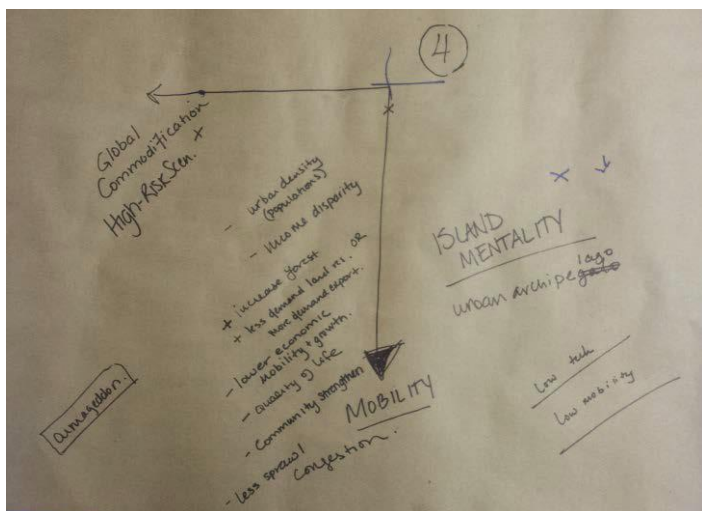 4
Global
Commodification
High-Risk Scen. +
- urban density
(populations)
- Income disparity
+ increase forest
+ less demand land res. OR
more demand export.
- lower economic
mobility + growth.
- Quality of life
- Community strengthen
- less sprawl
congestion.
MOBILITY
ISLAND
MENTALITY
urban archipelago
low tech
low mobility
armageddon.